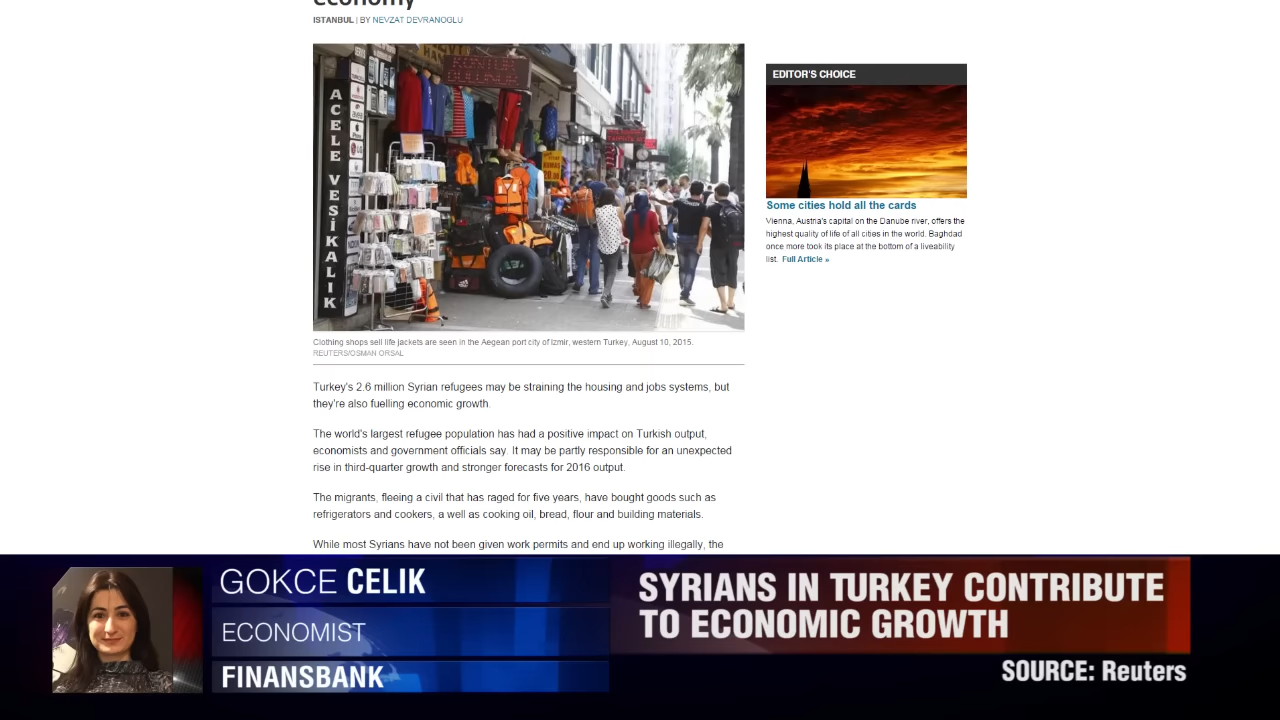 economy
ISTANBUL | BY NEVZAT DEVRANOGLU
ACELE VESİKALIK
KONTÖR
EDITOR'S CHOICE
Some cities hold all the cards
Vienna, Austria's capital on the Danube river, offers the
highest quality of life of all cities in the world. Baghdad
once more took its place at the bottom of a liveability
list. Full Article »
Clothing shops sell life jackets are seen in the Aegean port city of Izmir, western Turkey, August 10, 2015.
REUTERS/OSMAN ORSAL
Turkey's 2.6 million Syrian refugees may be straining the housing and jobs systems, but
they're also fuelling economic growth.
The world's largest refugee population has had a positive impact on Turkish output,
economists and government officials say. It may be partly responsible for an unexpected
rise in third-quarter growth and stronger forecasts for 2016 output.
The migrants, fleeing a civil that has raged for five years, have bought goods such as
refrigerators and cookers, a well as cooking oil, bread, flour and building materials.
While most Syrians have not been given work permits and end up working illegally, the
GOKCE CELIK
ECONOMIST
FINANSBANK
SYRIANS IN TURKEY CONTRIBUTE
TO ECONOMIC GROWTH
SOURCE: Reuters